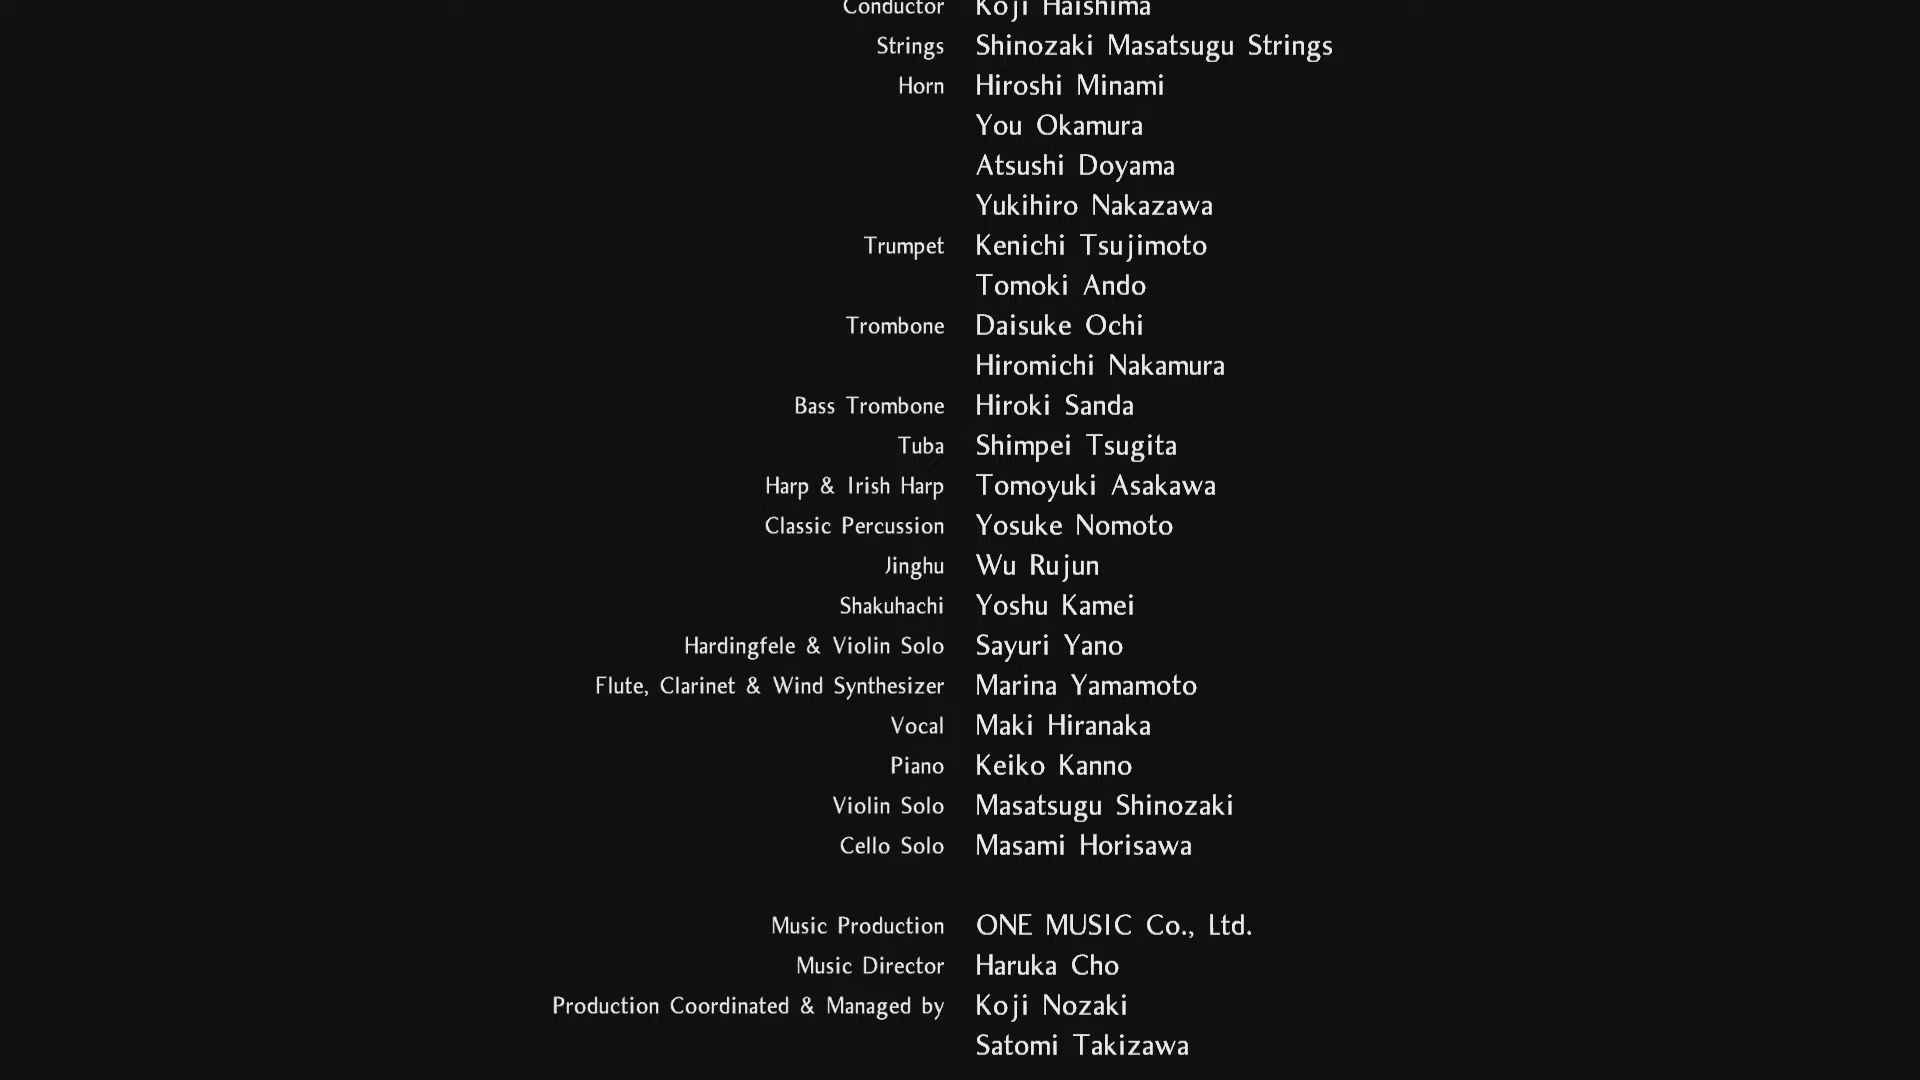 Conductor Koji Haishima
Strings Shinozaki Masatsugu Strings
Horn Hiroshi Minami
You Okamura
Atsushi Doyama
Yukihiro Nakazawa
Trumpet Kenichi Tsujimoto
Tomoki Ando
Trombone Daisuke Ochi
Hiromichi Nakamura
Bass Trombone Hiroki Sanda
Tuba Shimpei Tsugita
Harp & Irish Harp Tomoyuki Asakawa
Classic Percussion Yosuke Nomoto
Jinghu Wu Rujun
Shakuhachi Yoshu Kamei
Hardingfele & Violin Solo Sayuri Yano
Flute, Clarinet & Wind Synthesizer Marina Yamamoto
Vocal Maki Hiranaka
Piano Keiko Kanno
Violin Solo Masatsugu Shinozaki
Cello Solo Masami Horisawa
Music Production ONE MUSIC Co., Ltd.
Music Director Haruka Cho
Production Coordinated & Managed by Koji Nozaki
Satomi Takizawa